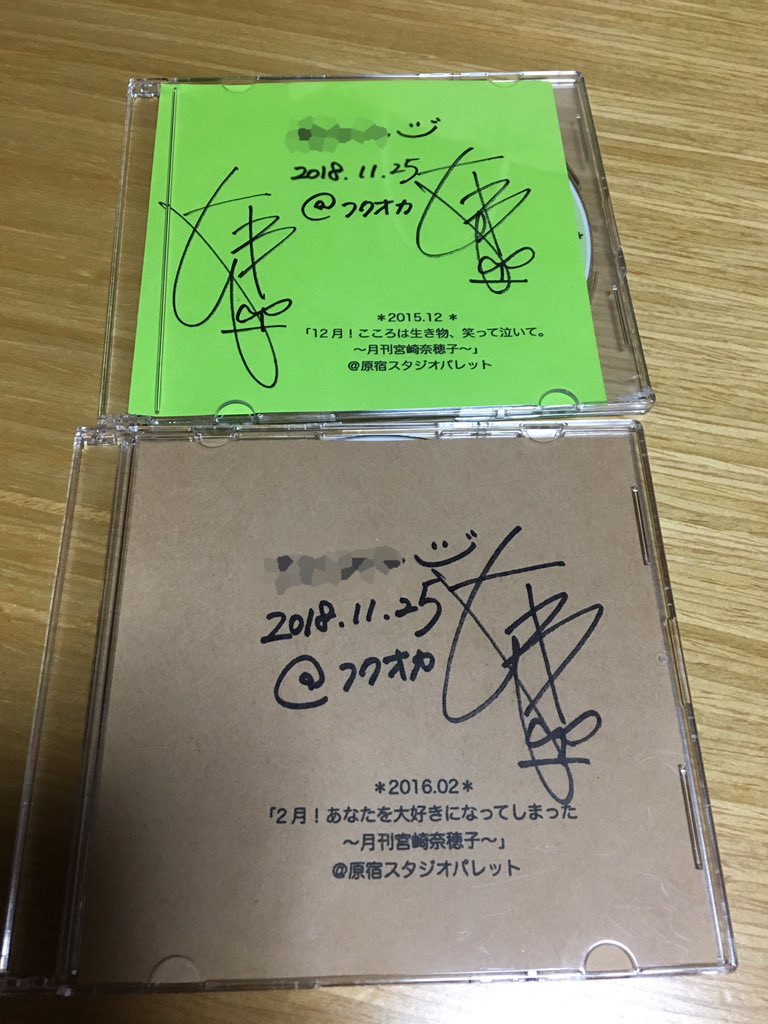 2018.11.25
@フクオカ
*2015.12*
「12月！こころは生き物、笑って泣いて。
〜月刊宮崎奈穂子〜」
@原宿スタジオパレット
2018.11.25
@フクオカ
*2016.02*
「2月！あなたを大好きになってしまった
〜月刊宮崎奈穂子〜」
@原宿スタジオパレット